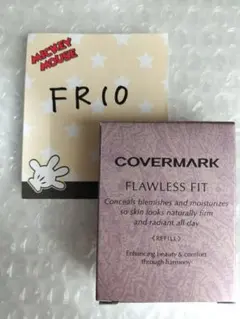 MICKEY
MOUSE
FR10
COVERMARK
FLAWLESS FIT
Conceals blemishes and moisturizes
so skin looks naturally firm
and radiant all day
<REFILL>
Enhancing beauty & comfort
through harmony